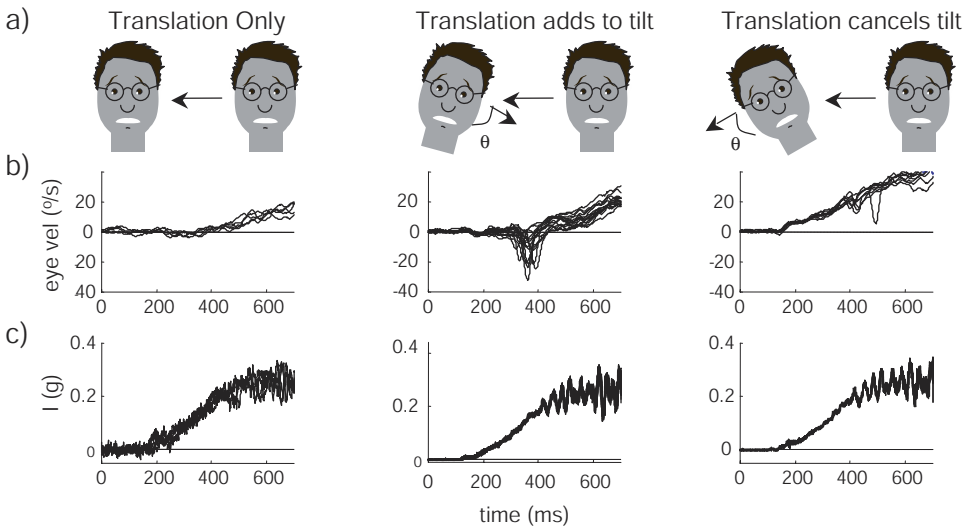 a) Translation Only Translation adds to tilt Translation cancels tilt
θ θ
b)
eye vel (º/s)
20 20 20
0 0 0
20 -20 -20
40 -40 -40
0 200 400 600 0 200 400 600 0 200 400 600
c)
I (g)
0.4 0.4 0.4
0.2 0.2 0.2
0 0 0
0 200 400 600 0 200 400 600 0 200 400 600
time (ms)